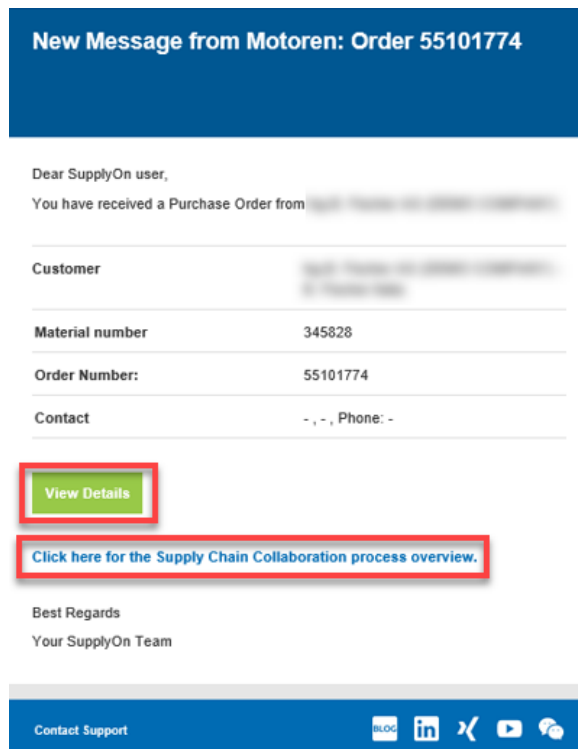 New Message from Motoren: Order 55101774
Dear SupplyOn user,
You have received a Purchase Order from
Customer
Material number 345828
Order Number: 55101774
Contact - , - , Phone: -
View Details
Click here for the Supply Chain Collaboration process overview.
Best Regards
Your SupplyOn Team
Contact Support BLOG in